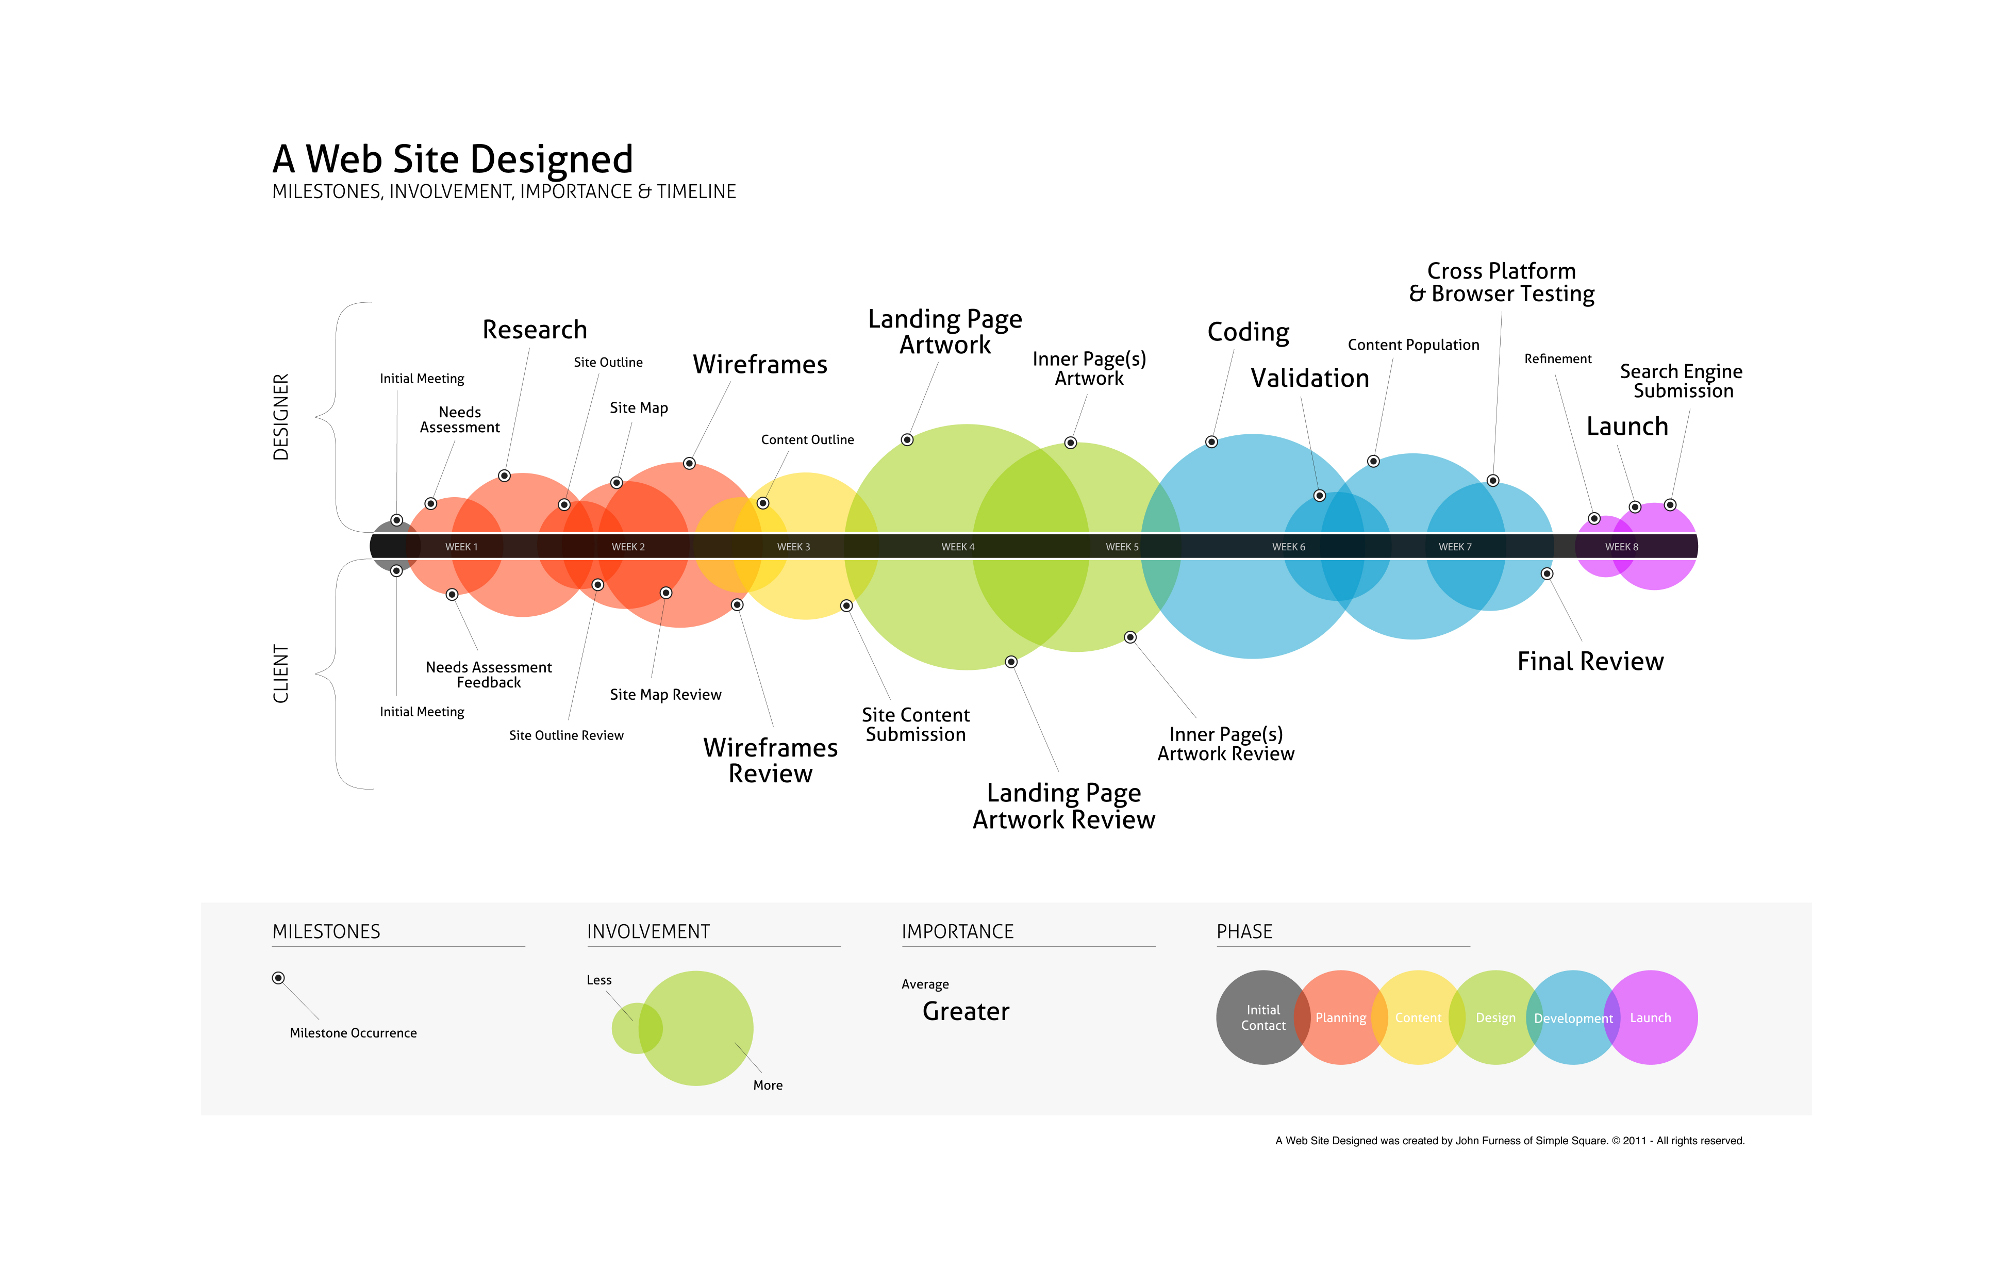 A Web Site Designed
MILESTONES, INVOLVEMENT, IMPORTANCE & TIMELINE
DESIGNER
Initial Meeting
Needs
Assessment
Research
Site Outline
Site Map
Wireframes
Content Outline
Landing Page
Artwork
Inner Page(s)
Artwork
Coding
Validation
Content Population
Cross Platform
& Browser Testing
Refinement
Launch
Search Engine
Submission
WEEK 1
WEEK 2
WEEK 3
WEEK 4
WEEK 5
WEEK 6
WEEK 7
WEEK 8
CLIENT
Initial Meeting
Needs Assessment
Feedback
Site Outline Review
Site Map Review
Wireframes
Review
Site Content
Submission
Landing Page
Artwork Review
Inner Page(s)
Artwork Review
Final Review
MILESTONES
Milestone Occurrence
INVOLVEMENT
Less
More
IMPORTANCE
Average
Greater
PHASE
Initial
Contact
Planning
Content
Design
Development
Launch
A Web Site Designed was created by John Furness of Simple Square. © 2011 - All rights reserved.